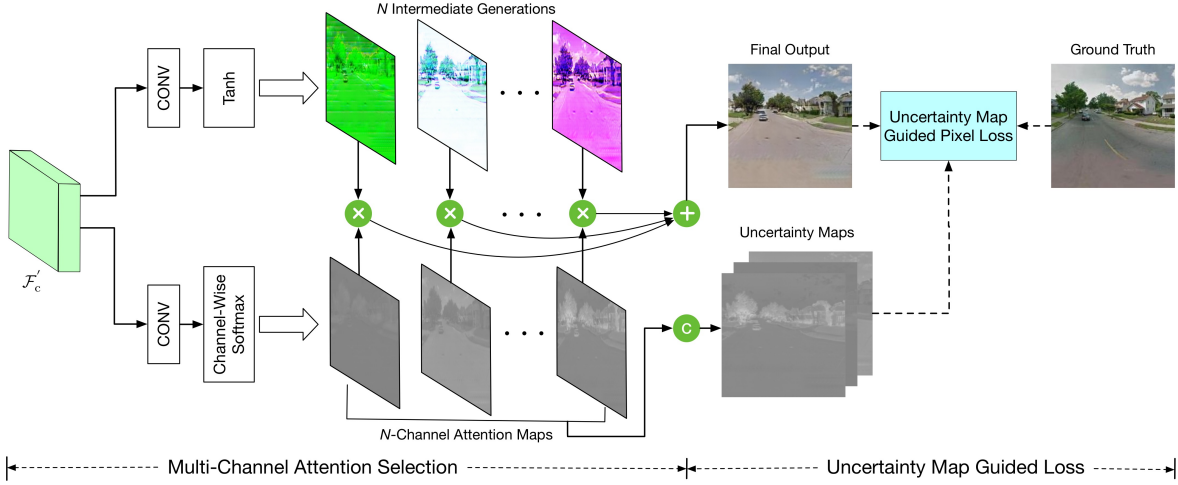 N Intermediate Generations
CONV
Tanh
Final Output
Ground Truth
Uncertainty Map
Guided Pixel Loss
ℱ'c
CONV
Channel-Wise
Softmax
Uncertainty Maps
C
N-Channel Attention Maps
Multi-Channel Attention Selection
Uncertainty Map Guided Loss